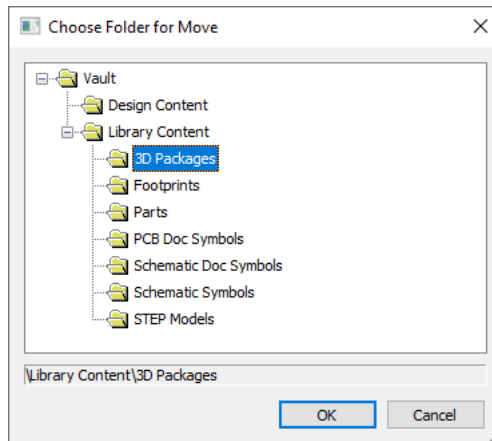 Choose Folder for Move
Vault
Design Content
Library Content
3D Packages
Footprints
Parts
PCB Doc Symbols
Schematic Doc Symbols
Schematic Symbols
STEP Models
\Library Content\3D Packages
OK
Cancel